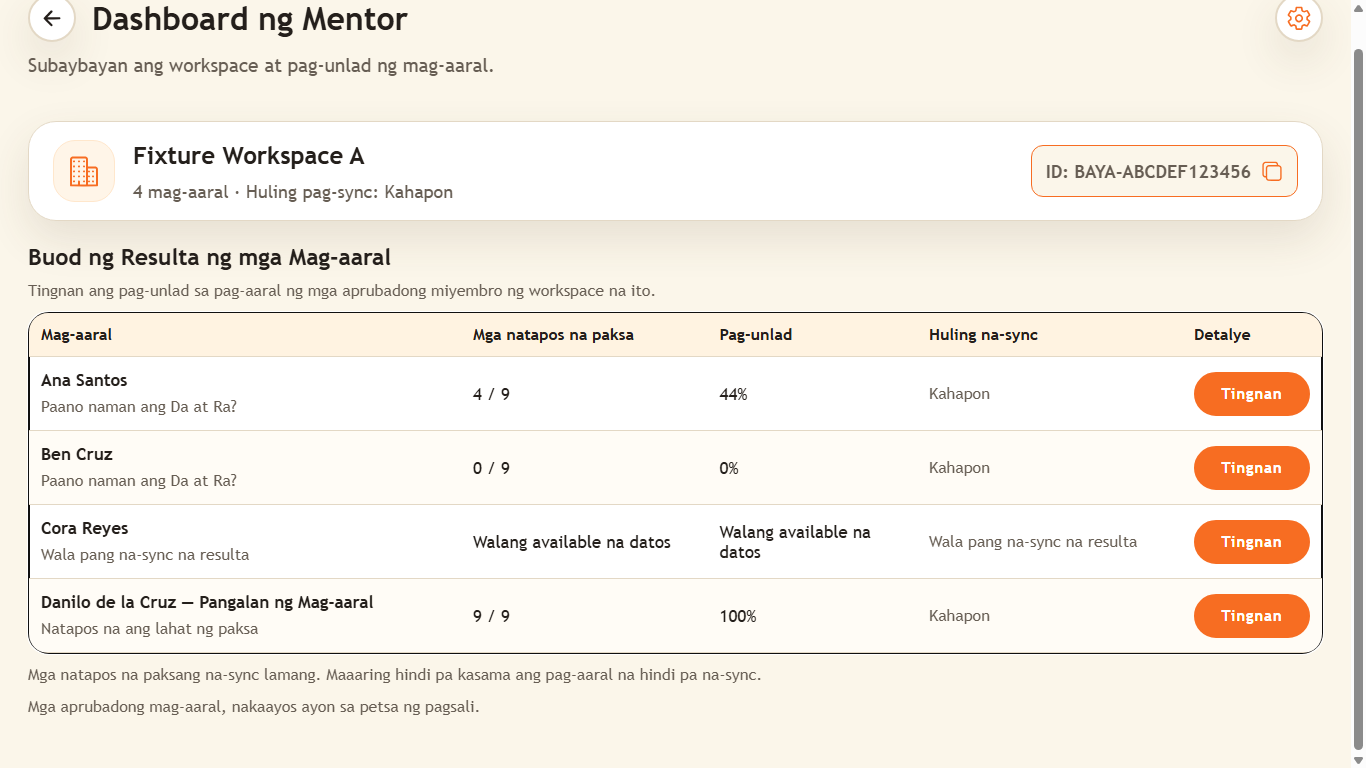 Dashboard ng Mentor
Subaybayan ang workspace at pag-unlad ng mag-aaral.
Fixture Workspace A
4 mag-aaral · Huling pag-sync: Kahapon
ID: BAYA-ABCDEF123456
Buod ng Resulta ng mga Mag-aaral
Tingnan ang pag-unlad sa pag-aaral ng mga aprubadong miyembro ng workspace na ito.
Mag-aaral Mga natapos na paksa Pag-unlad Huling na-sync Detalye
Ana Santos
Paano naman ang Da at Ra?
4 / 9 44% Kahapon Tingnan
Ben Cruz
Paano naman ang Da at Ra?
0 / 9 0% Kahapon Tingnan
Cora Reyes
Wala pang na-sync na resulta
Walang available na datos
Walang available na
datos
Wala pang na-sync na resulta
Tingnan
Danilo de la Cruz — Pangalan ng Mag-aaral
Natapos na ang lahat ng paksa
9 / 9 100% Kahapon Tingnan
Mga natapos na paksang na-sync lamang. Maaaring hindi pa kasama ang pag-aaral na hindi pa na-sync.
Mga aprubadong mag-aaral, nakaayos ayon sa petsa ng pagsali.